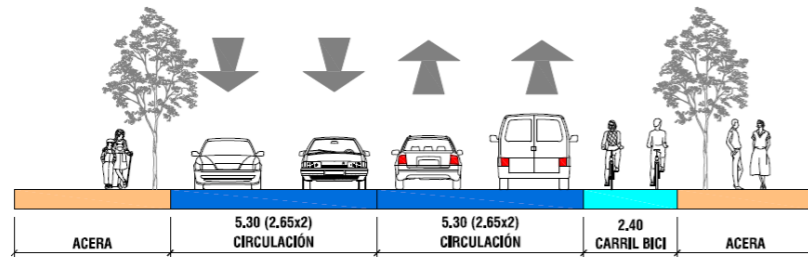 ACERA
5.30 (2.65x2)
CIRCULACIÓN
5.30 (2.65x2)
CIRCULACIÓN
2.40
CARRIL BICI
ACERA